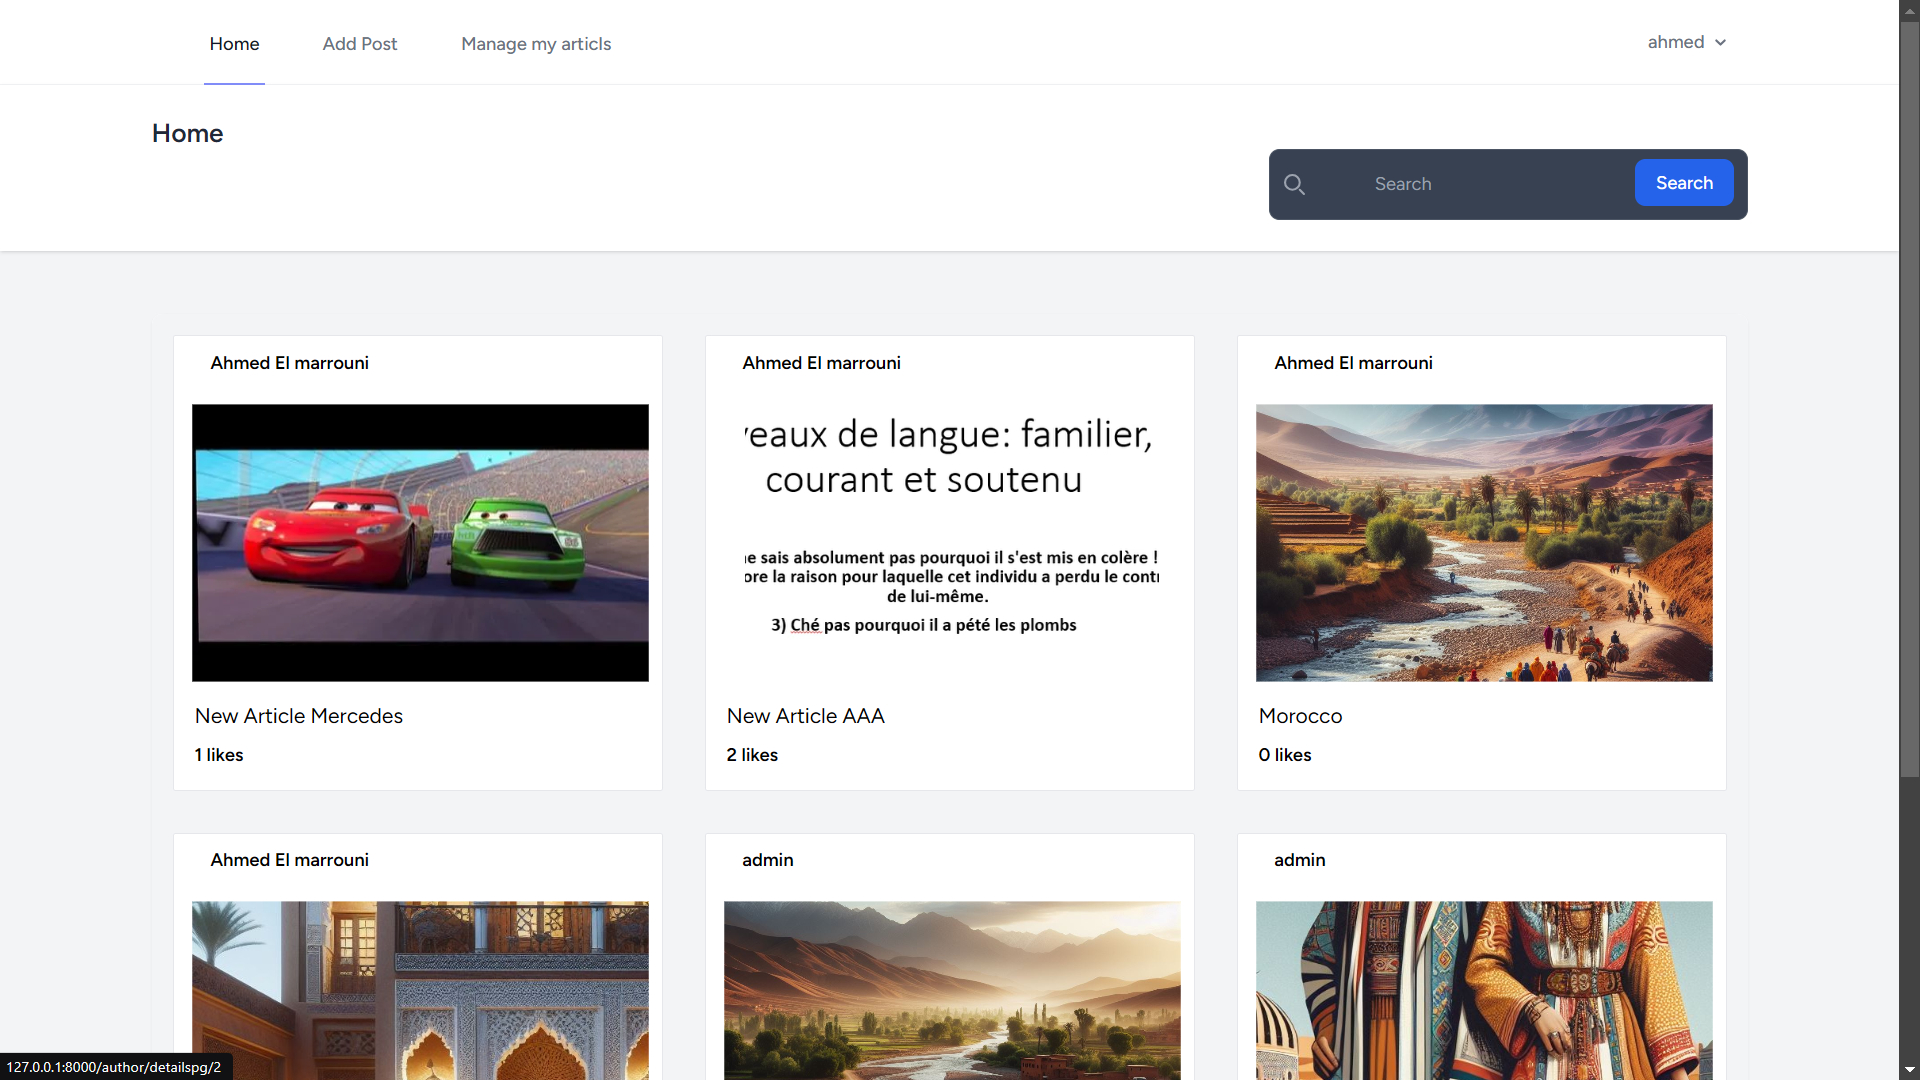 Home
Add Post
Manage my articls
ahmed
Home
Search
Search
Ahmed El marrouni
New Article Mercedes
1 likes
Ahmed El marrouni
veaux de langue: familier,
courant et soutenu
e sais absolument pas pourquoi il s'est mis en colère !
ore la raison pour laquelle cet individu a perdu le cont
de lui-même.
3) Ché pas pourquoi il a pété les plombs
New Article AAA
2 likes
Ahmed El marrouni
Morocco
0 likes
Ahmed El marrouni
admin
admin
127.0.0.1:8000/author/detailspg/2